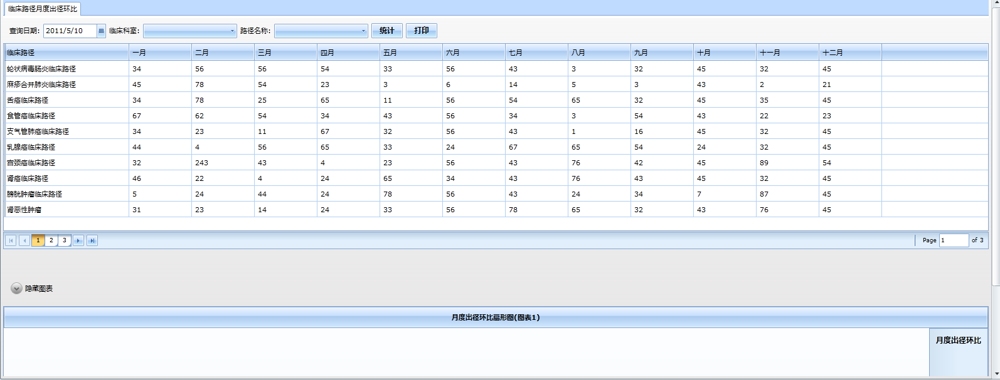 临床路径月度出径环比
查询日期: 2011/5/10 临床科室: 路径名称: 统计 打印
临床路径 一月 二月 三月 四月 五月 六月 七月 八月 九月 十月 十一月 十二月
轮状病毒肠炎临床路径 34 56 56 54 33 56 43 3 32 45 32 45
麻疹合并肺炎临床路径 45 78 54 23 3 6 14 5 3 43 2 21
舌癌临床路径 34 78 25 65 11 56 54 65 32 45 35 45
食管癌临床路径 67 62 54 34 43 56 34 3 54 43 22 23
支气管肺癌临床路径 34 23 11 67 32 56 43 1 16 45 32 45
乳腺癌临床路径 44 4 56 65 33 24 67 65 54 24 32 45
宫颈癌临床路径 32 243 43 4 23 56 43 76 42 45 89 54
肾癌临床路径 46 22 4 24 65 34 43 76 43 45 32 45
膀胱肿瘤临床路径 5 24 44 24 78 56 43 24 34 7 87 45
肾恶性肿瘤 31 23 14 24 33 56 78 65 32 43 76 45
1 2 3 Page 1 of 3
隐藏图表
月度出径环比扇形图(图表1)
月度出径环比